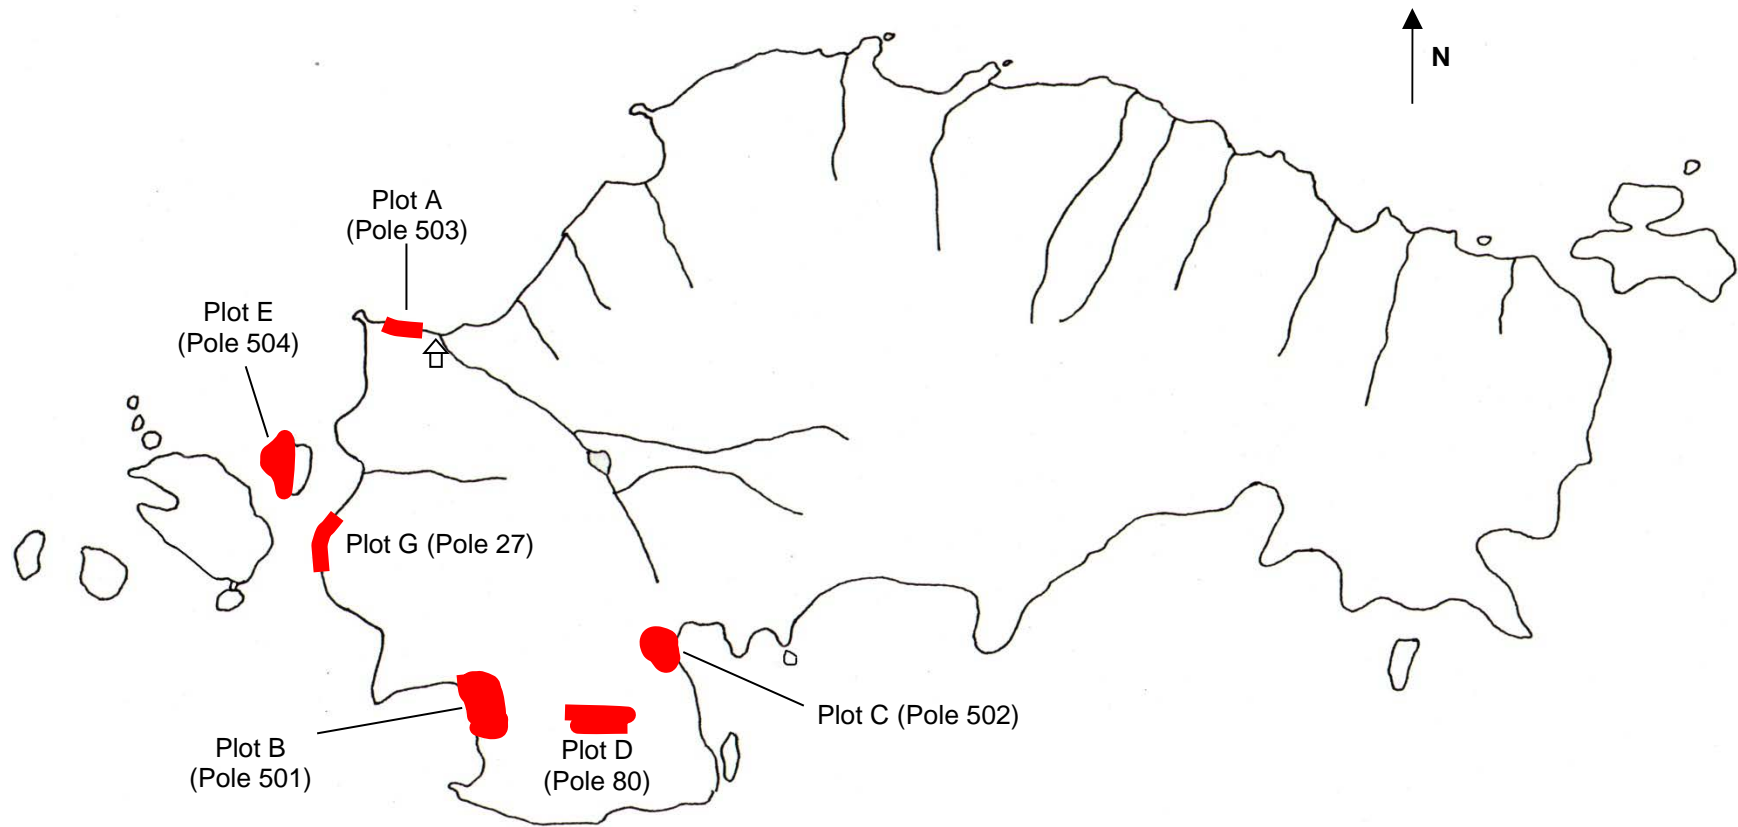 N
Plot A
(Pole 503)
Plot E
(Pole 504)
Plot G (Pole 27)
Plot C (Pole 502)
Plot B
(Pole 501)
Plot D
(Pole 80)